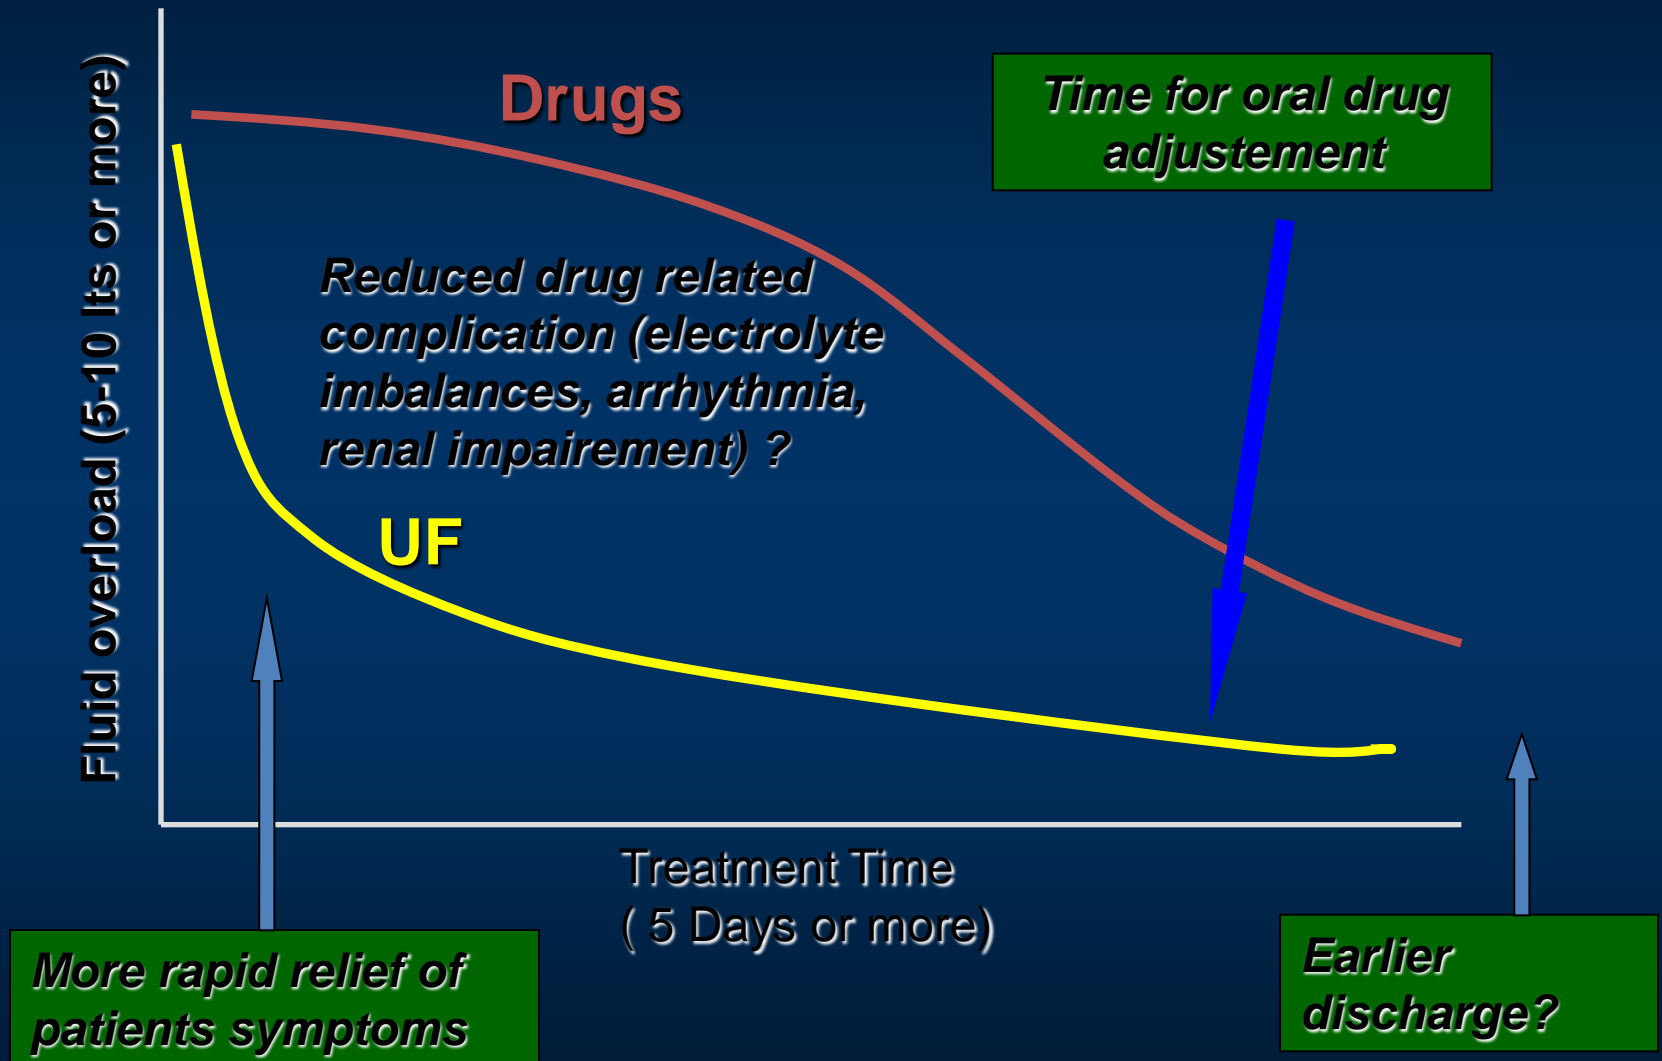 Fluid overload (5-10 lts or more)
Drugs
Time for oral drug
adjustement
Reduced drug related
complication (electrolyte
imbalances, arrhythmia,
renal impairement) ?
UF
Treatment Time
( 5 Days or more)
More rapid relief of
patients symptoms
Earlier
discharge?